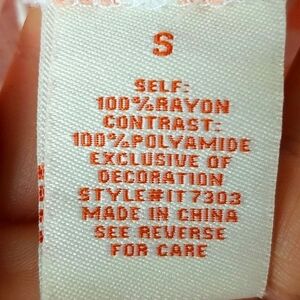 S
SELF:
100%RAYON
CONTRAST:
100%POLYAMIDE
EXCLUSIVE OF
DECORATION
STYLE#IT7303
MADE IN CHINA
SEE REVERSE
FOR CARE